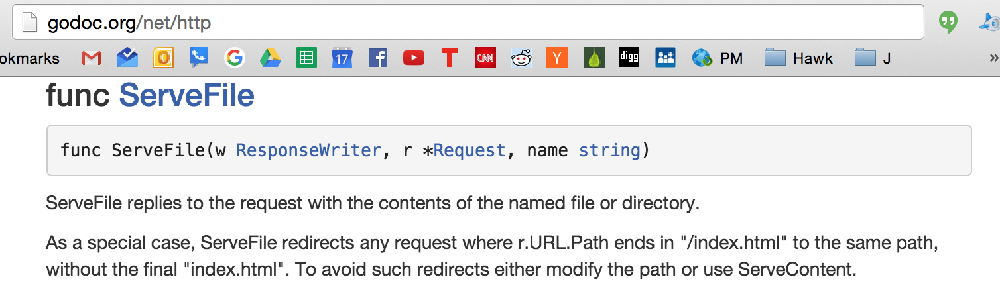 godoc.org/net/http
okmarks 17 T CNN Y digg PM Hawk J »
func ServeFile
func ServeFile(w ResponseWriter, r *Request, name string)
ServeFile replies to the request with the contents of the named file or directory.
As a special case, ServeFile redirects any request where r.URL.Path ends in "/index.html" to the same path,
without the final "index.html". To avoid such redirects either modify the path or use ServeContent.